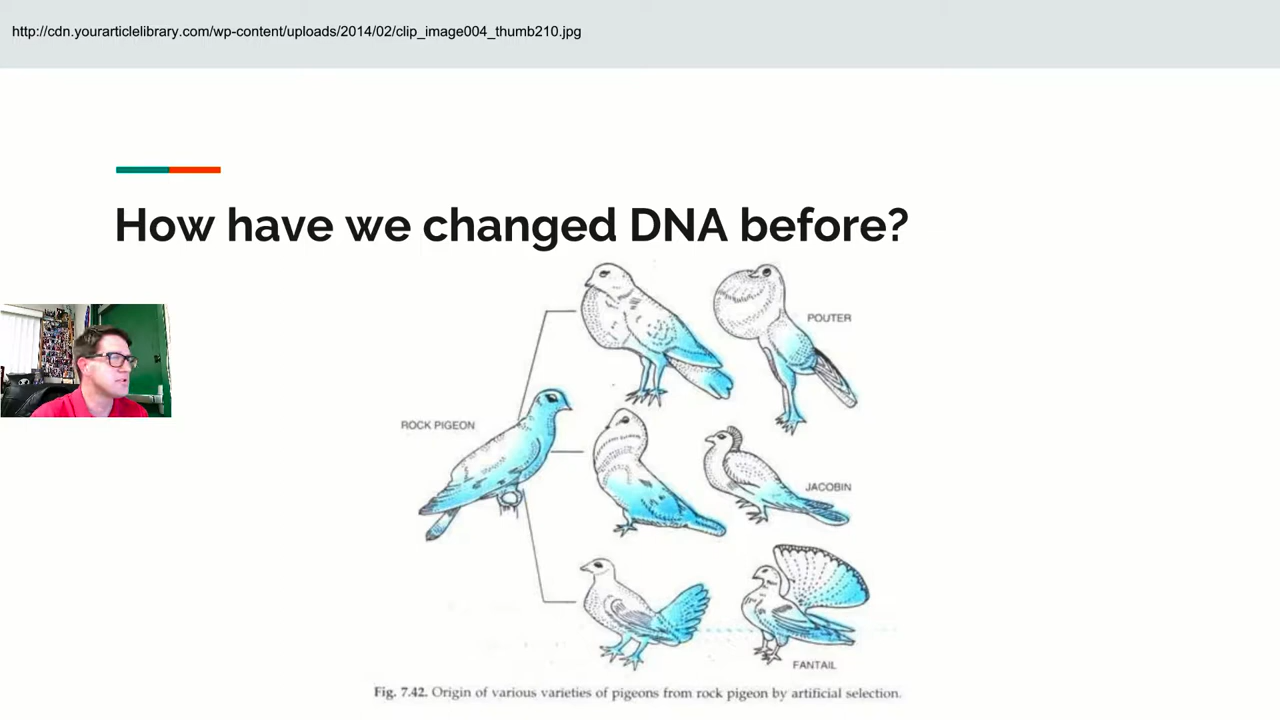 http://cdn.yourarticlelibrary.com/wp-content/uploads/2014/02/clip_image004_thumb210.jpg
How have we changed DNA before?
POUTER
ROCK PIGEON
JACOBIN
FANTAIL
Fig. 7.42. Origin of various varieties of pigeons from rock pigeon by artificial selection.